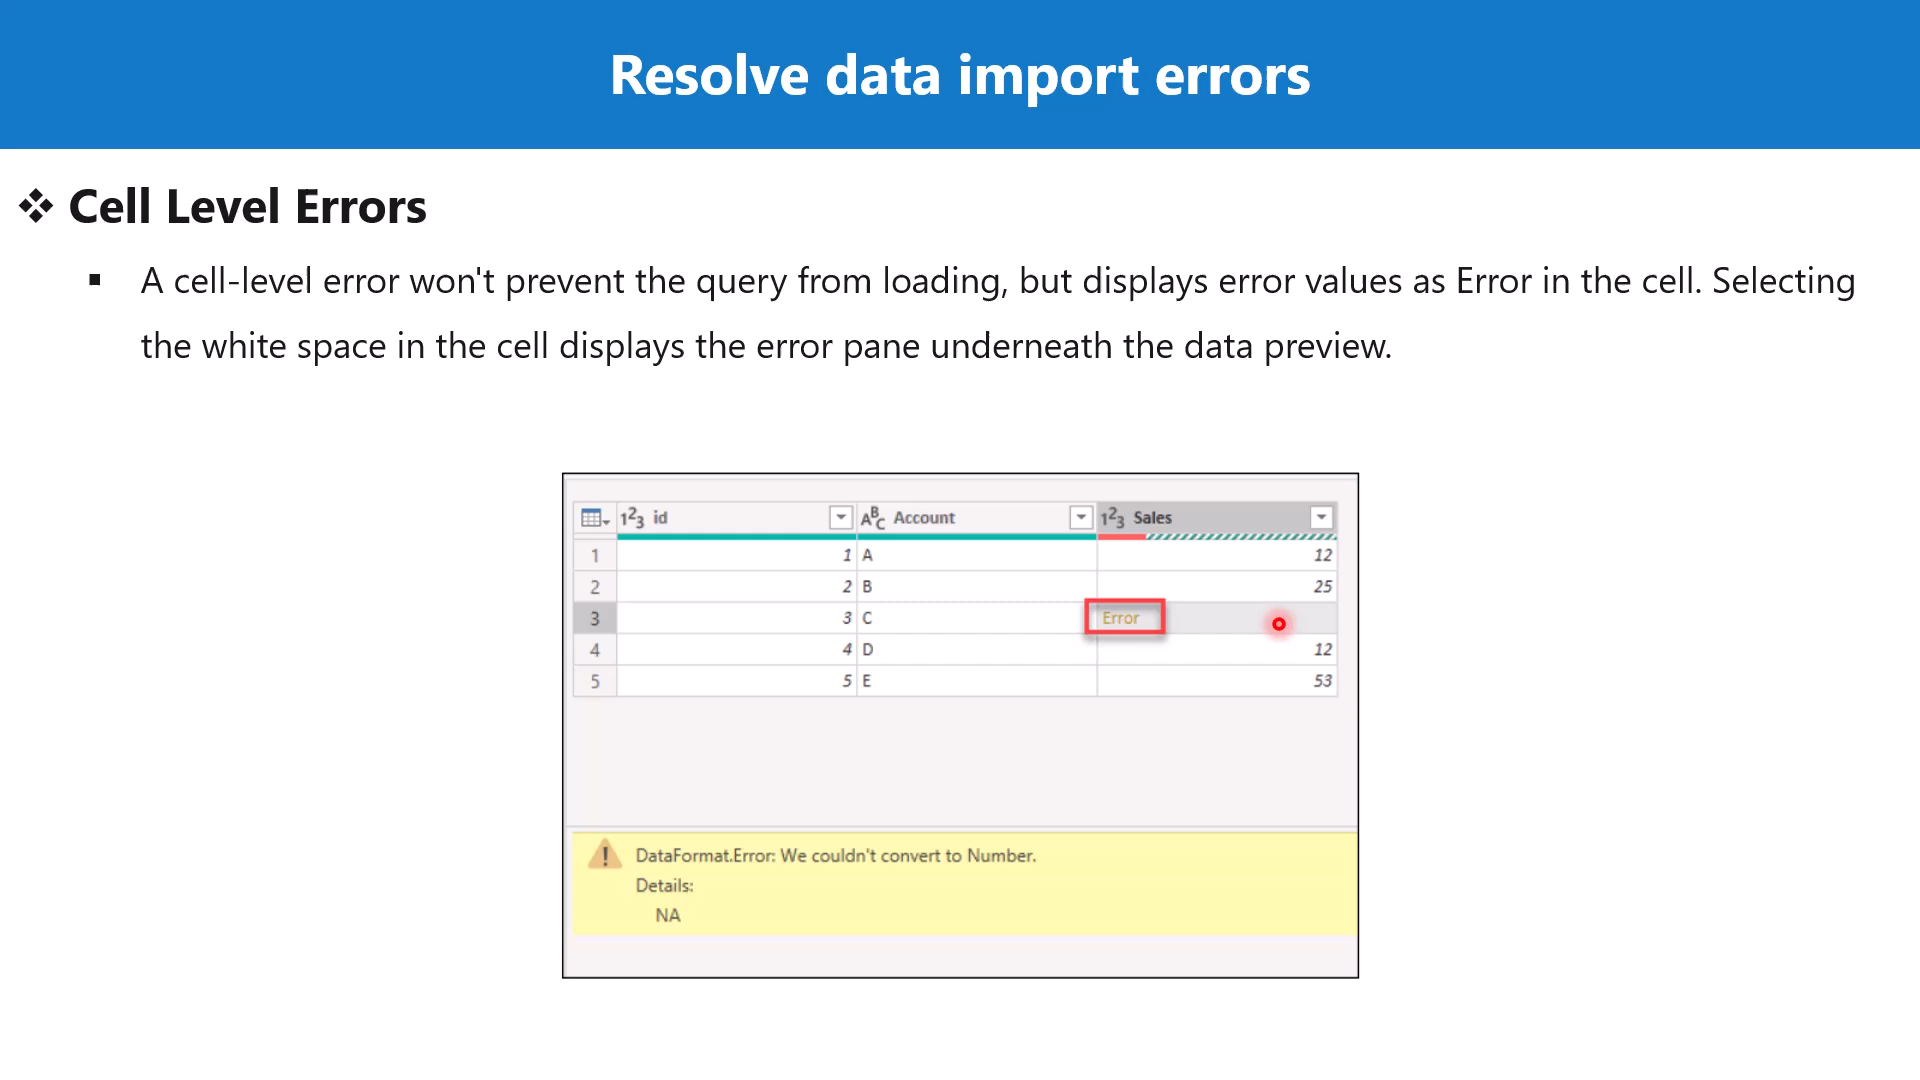 Resolve data import errors
❖ Cell Level Errors
▪ A cell-level error won't prevent the query from loading, but displays error values as Error in the cell. Selecting
the white space in the cell displays the error pane underneath the data preview.
123 id ABC Account 123 Sales
1 1 A 12
2 2 B 25
3 3 C Error
4 4 D 12
5 5 E 53
DataFormat.Error: We couldn't convert to Number.
Details:
NA